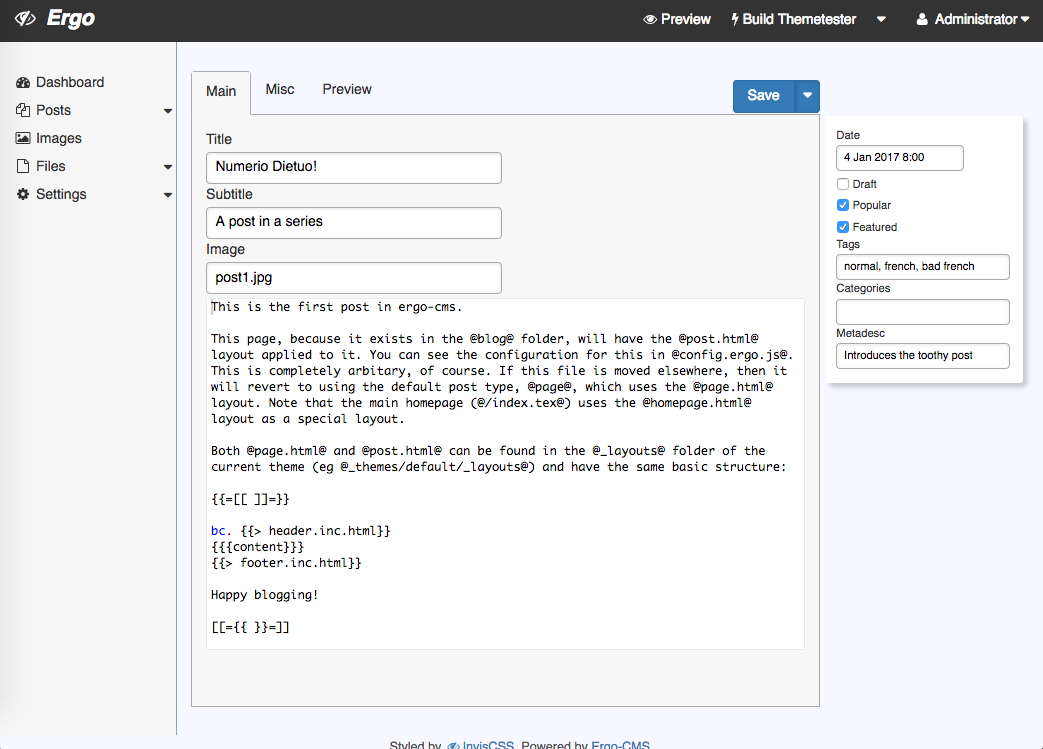 Ergo
Preview
Build Themetester
Administrator
Dashboard
Posts
Images
Files
Settings
Main
Misc
Preview
Save
Title
Numerio Dietuo!
Subtitle
A post in a series
Image
post1.jpg
This is the first post in ergo-cms.
This page, because it exists in the @blog@ folder, will have the @post.html@
layout applied to it. You can see the configuration for this in @config.ergo.js@.
This is completely arbitary, of course. If this file is moved elsewhere, then it
will revert to using the default post type, @page@, which uses the @page.html@
layout. Note that the main homepage (@/index.tex@) uses the @homepage.html@
layout as a special layout.
Both @page.html@ and @post.html@ can be found in the @_layouts@ folder of the
current theme (eg @_themes/default/_layouts@) and have the same basic structure:
{{=[[ ]]=}}
bc. {{> header.inc.html}}
{{{content}}}
{{> footer.inc.html}}
Happy blogging!
[[={{ }}=]]
Date
4 Jan 2017 8:00
Draft
Popular
Featured
Tags
normal, french, bad french
Categories
Metadesc
Introduces the toothy post
Styled by InvisCSS. Powered by Ergo-CMS